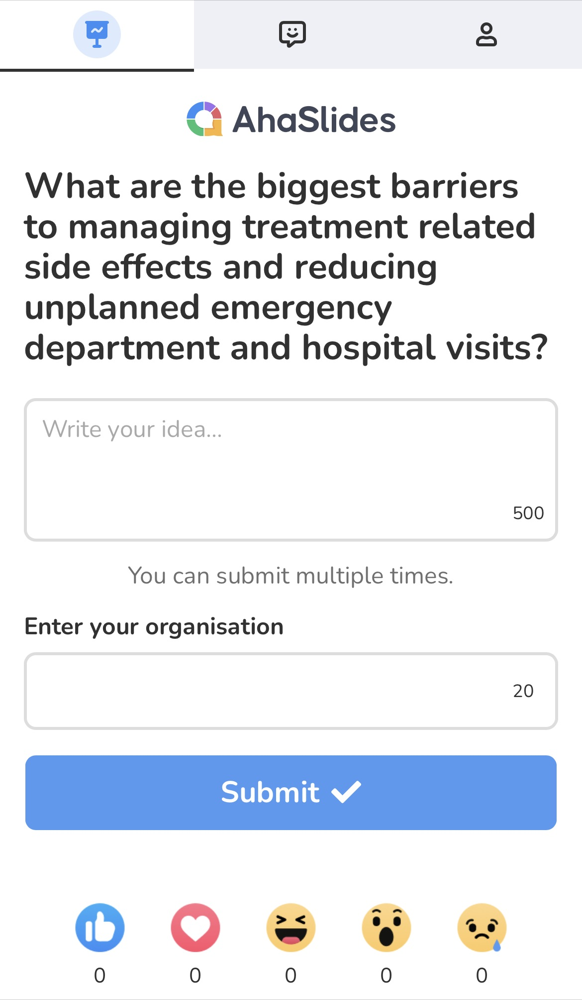 AhaSlides
What are the biggest barriers
to managing treatment related
side effects and reducing
unplanned emergency
department and hospital visits?
Write your idea...
500
You can submit multiple times.
Enter your organisation
20
Submit
0 0 0 0 0